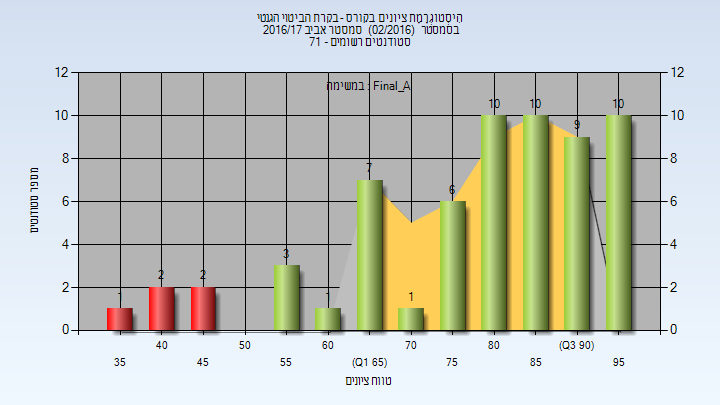 היסטוגרמת ציונים בקורס - בקרת הביטוי הגנטי
בסמסטר (02/2016) סמסטר אביב 2016/17
סטודנטים רשומים - 71
במשימה : Final_A
12 12
10 10
8 8
6 6
4 4
2 2
0 0
מספר סטודנטים
1 2 2 3 1 7 1 6 10 10 9 10
40 50 60 70 80 (Q3 90)
35 45 55 (Q1 65) 75 85 95
טווח ציונים